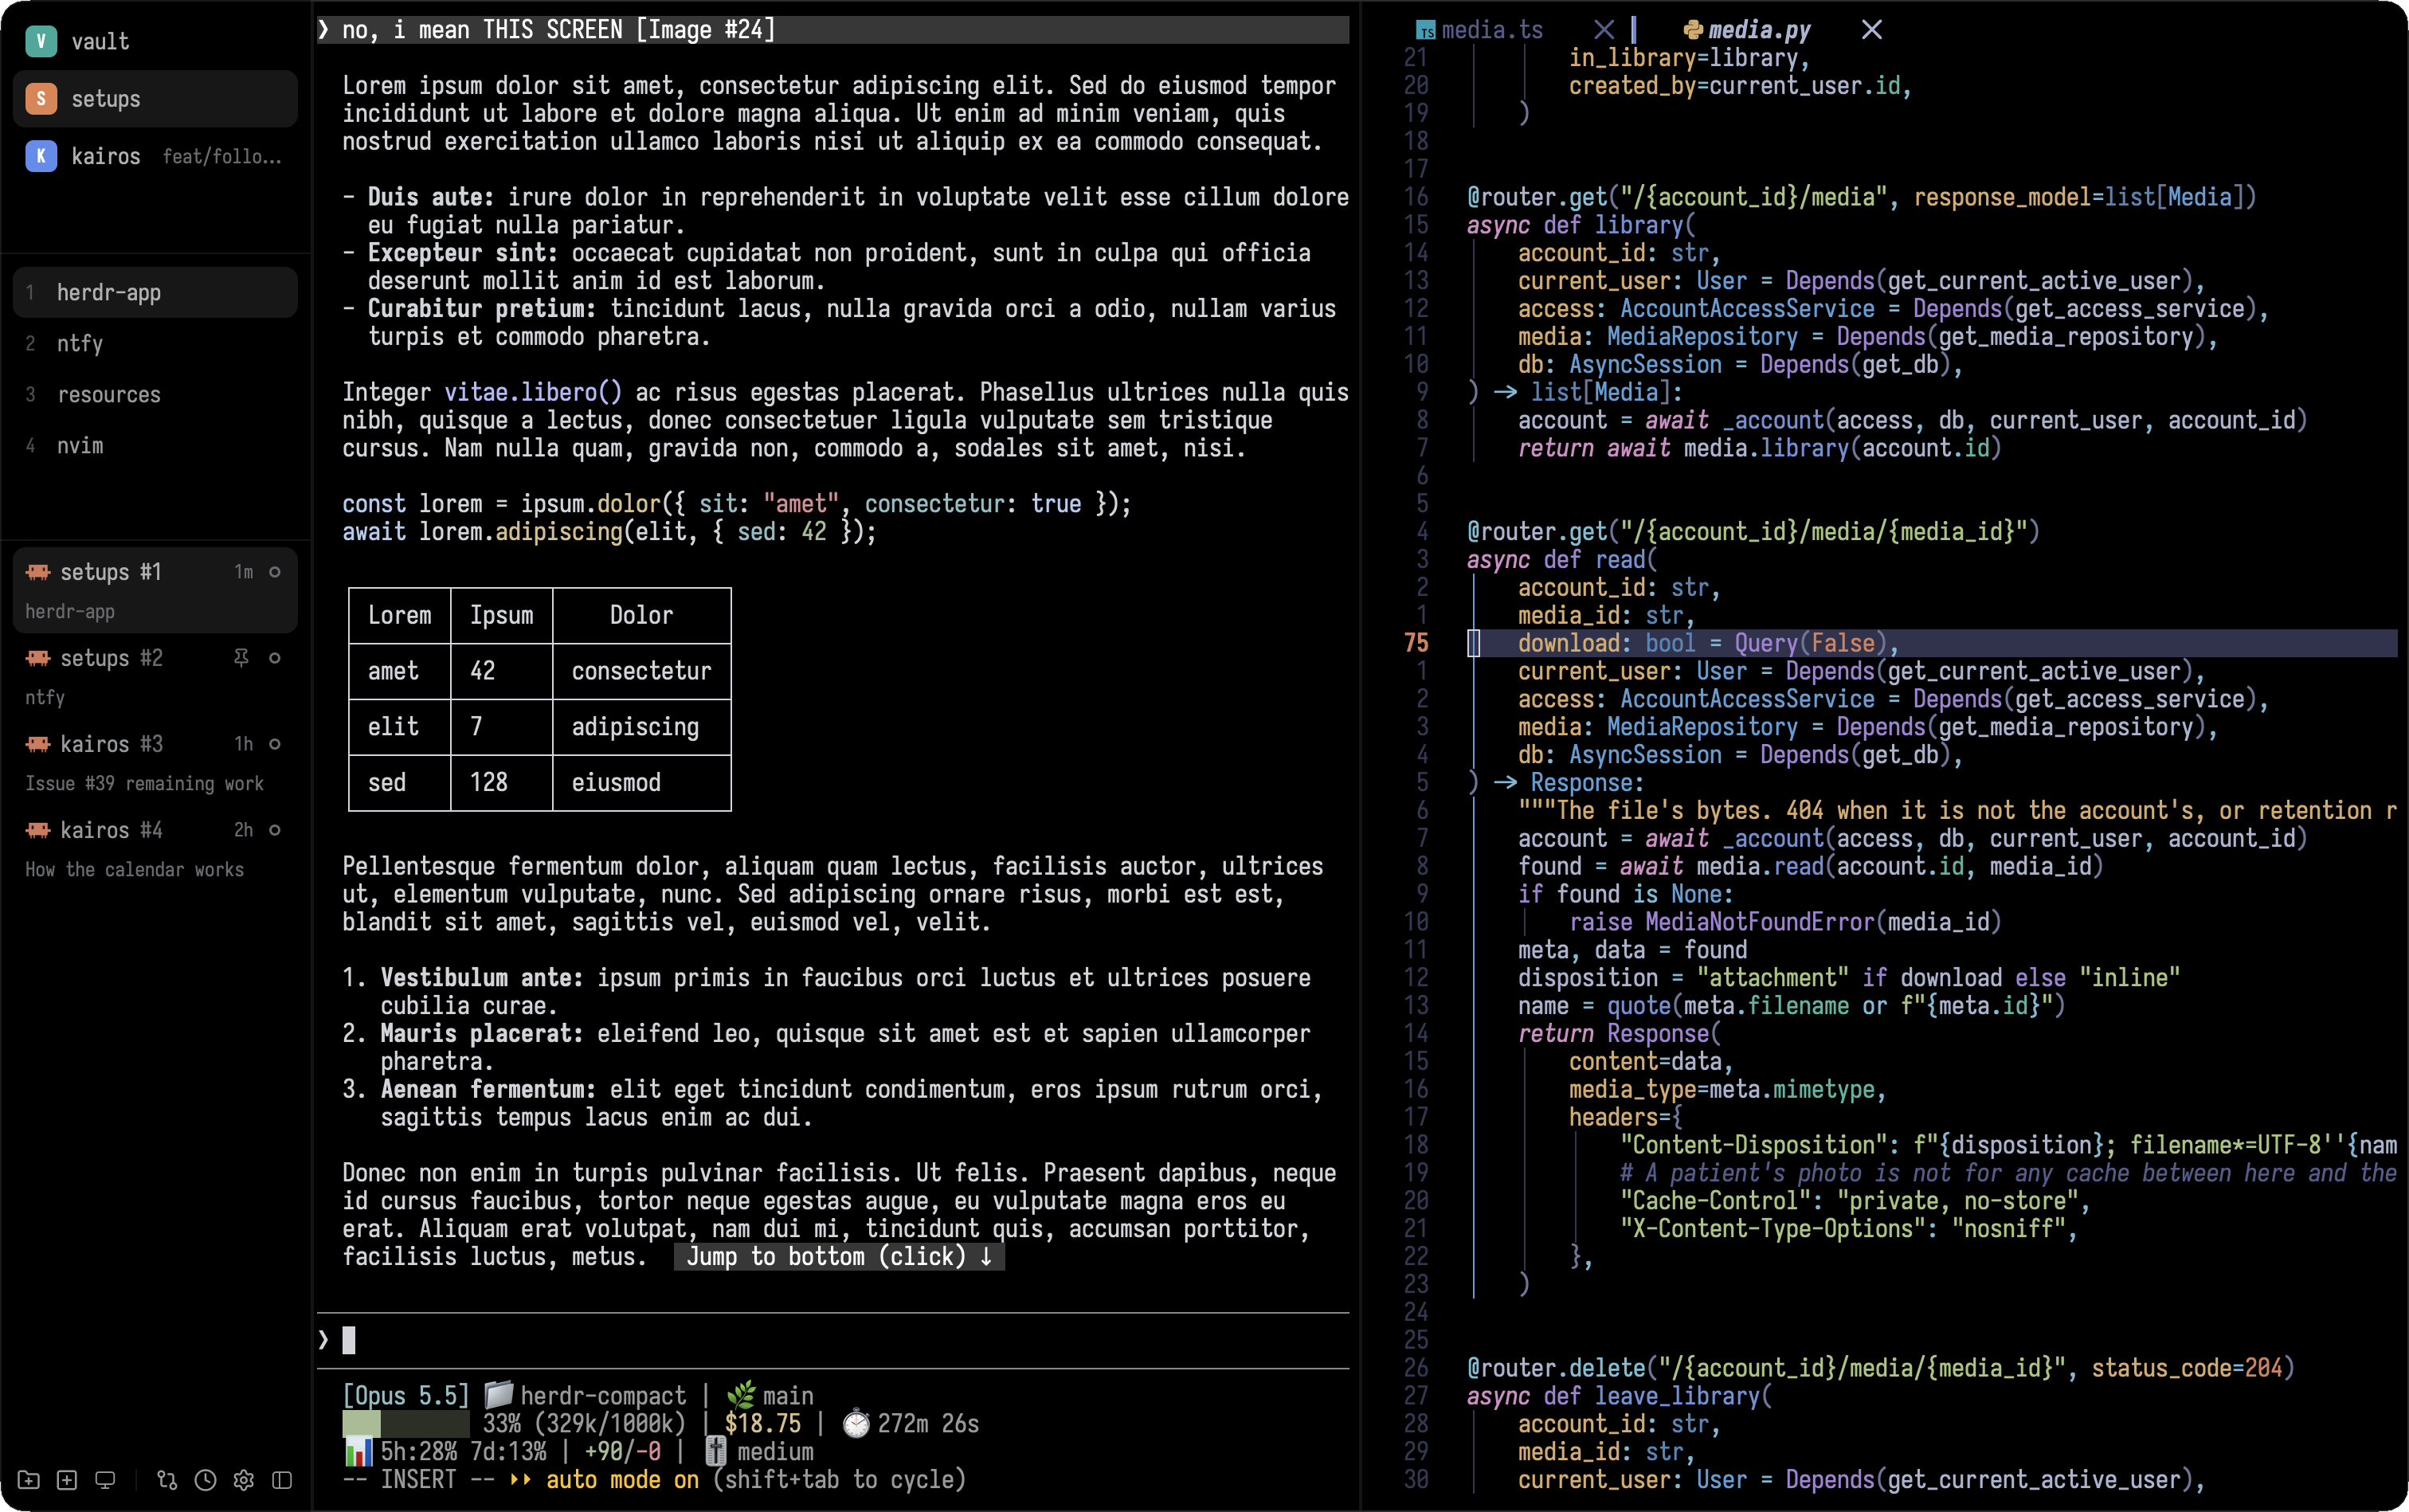 V vault
S setups
K kairos feat/follo...
1 herdr-app
2 ntfy
3 resources
4 nvim
setups #1 1m
herdr-app
setups #2
ntfy
kairos #3 1h
Issue #39 remaining work
kairos #4 2h
How the calendar works
❯ no, i mean THIS SCREEN [Image #24]
Lorem ipsum dolor sit amet, consectetur adipiscing elit. Sed do eiusmod tempor
incididunt ut labore et dolore magna aliqua. Ut enim ad minim veniam, quis
nostrud exercitation ullamco laboris nisi ut aliquip ex ea commodo consequat.
- Duis aute: irure dolor in reprehenderit in voluptate velit esse cillum dolore
eu fugiat nulla pariatur.
- Excepteur sint: occaecat cupidatat non proident, sunt in culpa qui officia
deserunt mollit anim id est laborum.
- Curabitur pretium: tincidunt lacus, nulla gravida orci a odio, nullam varius
turpis et commodo pharetra.
Integer vitae.libero() ac risus egestas placerat. Phasellus ultrices nulla quis
nibh, quisque a lectus, donec consectetuer ligula vulputate sem tristique
cursus. Nam nulla quam, gravida non, commodo a, sodales sit amet, nisi.
const lorem = ipsum.dolor({ sit: "amet", consectetur: true });
await lorem.adipiscing(elit, { sed: 42 });
Lorem Ipsum Dolor
amet 42 consectetur
elit 7 adipiscing
sed 128 eiusmod
Pellentesque fermentum dolor, aliquam quam lectus, facilisis auctor, ultrices
ut, elementum vulputate, nunc. Sed adipiscing ornare risus, morbi est est,
blandit sit amet, sagittis vel, euismod vel, velit.
1. Vestibulum ante: ipsum primis in faucibus orci luctus et ultrices posuere
cubilia curae.
2. Mauris placerat: eleifend leo, quisque sit amet est et sapien ullamcorper
pharetra.
3. Aenean fermentum: elit eget tincidunt condimentum, eros ipsum rutrum orci,
sagittis tempus lacus enim ac dui.
Donec non enim in turpis pulvinar facilisis. Ut felis. Praesent dapibus, neque
id cursus faucibus, tortor neque egestas augue, eu vulputate magna eros eu
erat. Aliquam erat volutpat, nam dui mi, tincidunt quis, accumsan porttitor,
facilisis luctus, metus. Jump to bottom (click) ↓
❯
[Opus 5.5] herdr-compact | main
33% (329k/1000k) | $18.75 | 272m 26s
5h:28% 7d:13% | +90/-0 | medium
-- INSERT -- auto mode on (shift+tab to cycle)
TS media.ts media.py
21 in_library=library,
20 created_by=current_user.id,
19 )
18
17
16 @router.get("/{account_id}/media", response_model=list[Media])
15 async def library(
14 account_id: str,
13 current_user: User = Depends(get_current_active_user),
12 access: AccountAccessService = Depends(get_access_service),
11 media: MediaRepository = Depends(get_media_repository),
10 db: AsyncSession = Depends(get_db),
9 ) → list[Media]:
8 account = await _account(access, db, current_user, account_id)
7 return await media.library(account.id)
6
5
4 @router.get("/{account_id}/media/{media_id}")
3 async def read(
2 account_id: str,
1 media_id: str,
75 download: bool = Query(False),
1 current_user: User = Depends(get_current_active_user),
2 access: AccountAccessService = Depends(get_access_service),
3 media: MediaRepository = Depends(get_media_repository),
4 db: AsyncSession = Depends(get_db),
5 ) → Response:
6 """The file's bytes. 404 when it is not the account's, or retention r
7 account = await _account(access, db, current_user, account_id)
8 found = await media.read(account.id, media_id)
9 if found is None:
10 raise MediaNotFoundError(media_id)
11 meta, data = found
12 disposition = "attachment" if download else "inline"
13 name = quote(meta.filename or f"{meta.id}")
14 return Response(
15 content=data,
16 media_type=meta.mimetype,
17 headers={
18 "Content-Disposition": f"{disposition}; filename*=UTF-8''{nam
19 # A patient's photo is not for any cache between here and the
20 "Cache-Control": "private, no-store",
21 "X-Content-Type-Options": "nosniff",
22 },
23 )
24
25
26 @router.delete("/{account_id}/media/{media_id}", status_code=204)
27 async def leave_library(
28 account_id: str,
29 media_id: str,
30 current_user: User = Depends(get_current_active_user),